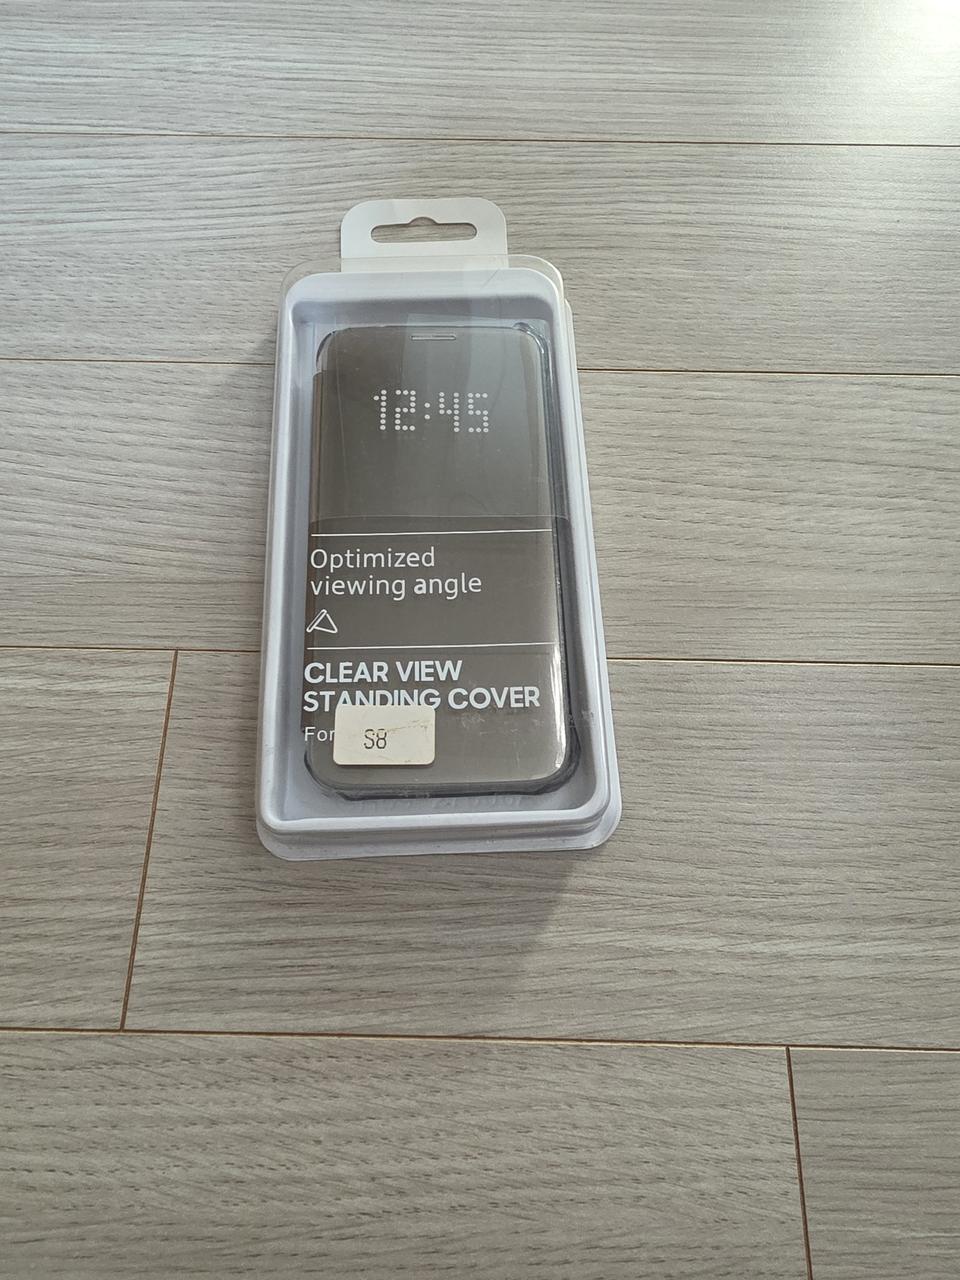 12:45
Optimized
viewing angle
CLEAR VIEW
STANDING COVER
For S8